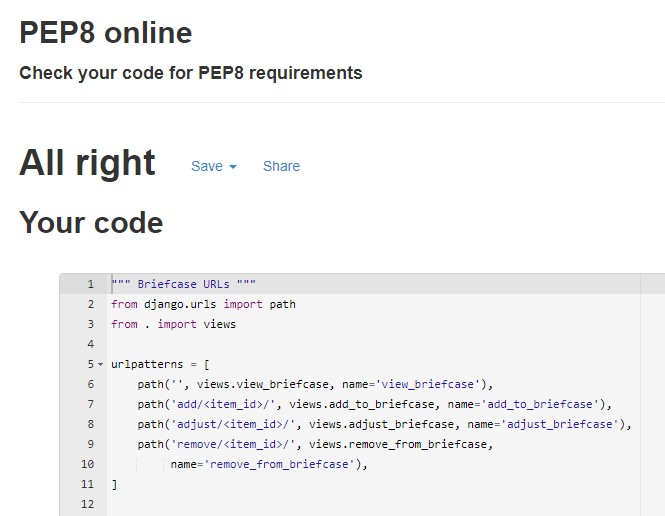 PEP8 online
Check your code for PEP8 requirements
All right Save Share
Your code
1 """ Briefcase URLs """
2 from django.urls import path
3 from . import views
4
5 urlpatterns = [
6     path('', views.view_briefcase, name='view_briefcase'),
7     path('add/<item_id>/', views.add_to_briefcase, name='add_to_briefcase'),
8     path('adjust/<item_id>/', views.adjust_briefcase, name='adjust_briefcase'),
9     path('remove/<item_id>/', views.remove_from_briefcase,
10         name='remove_from_briefcase'),
11 ]
12